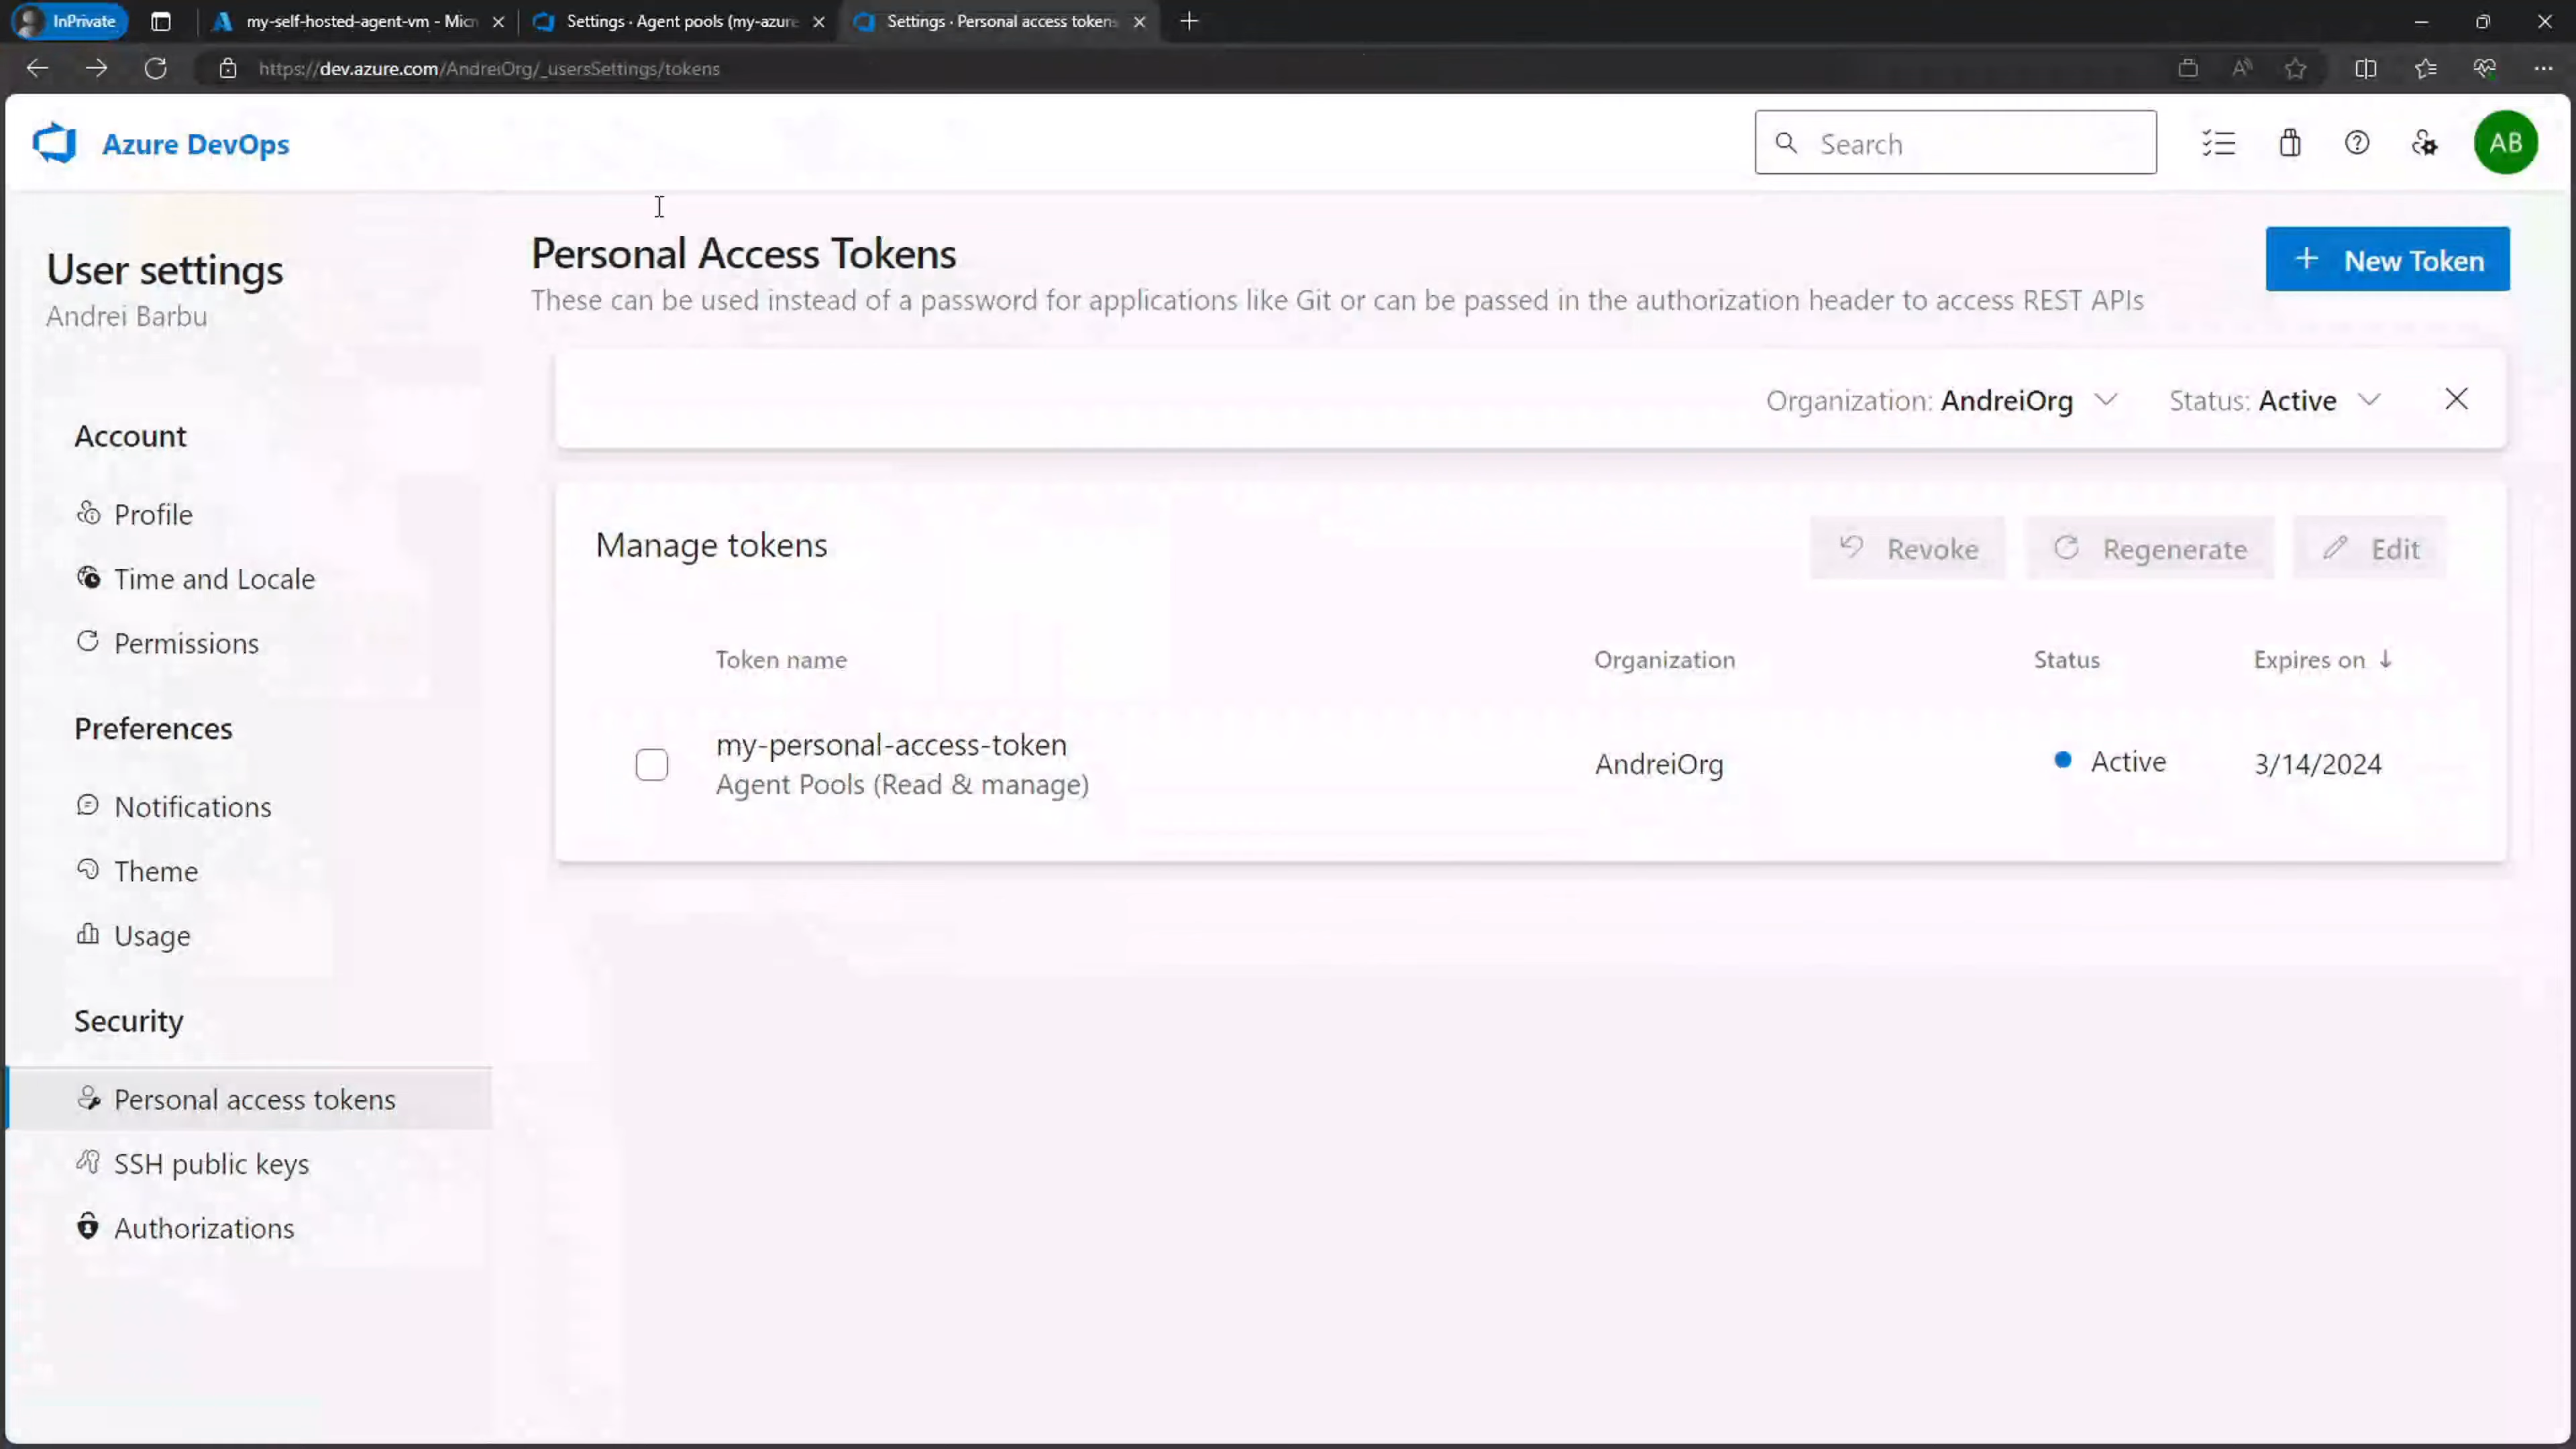 InPrivate
my-self-hosted-agent-vm - Micr
Settings · Agent pools (my-azure
Settings · Personal access tokens
https://dev.azure.com/AndreiOrg/_usersSettings/tokens
Azure DevOps
Search
AB
User settings
Andrei Barbu
Account
Profile
Time and Locale
Permissions
Preferences
Notifications
Theme
Usage
Security
Personal access tokens
SSH public keys
Authorizations
Personal Access Tokens
These can be used instead of a password for applications like Git or can be passed in the authorization header to access REST APIs
New Token
Organization: AndreiOrg
Status: Active
Manage tokens
Revoke
Regenerate
Edit
Token name
Organization
Status
Expires on
my-personal-access-token
Agent Pools (Read & manage)
AndreiOrg
Active
3/14/2024